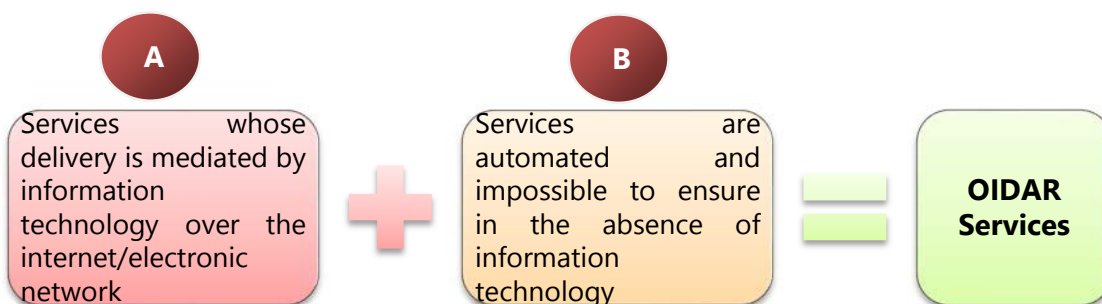 A
Services whose
delivery is mediated by
information
technology over the
internet/electronic
network
B
Services are
automated and
impossible to ensure
in the absence of
information
technology
OIDAR
Services